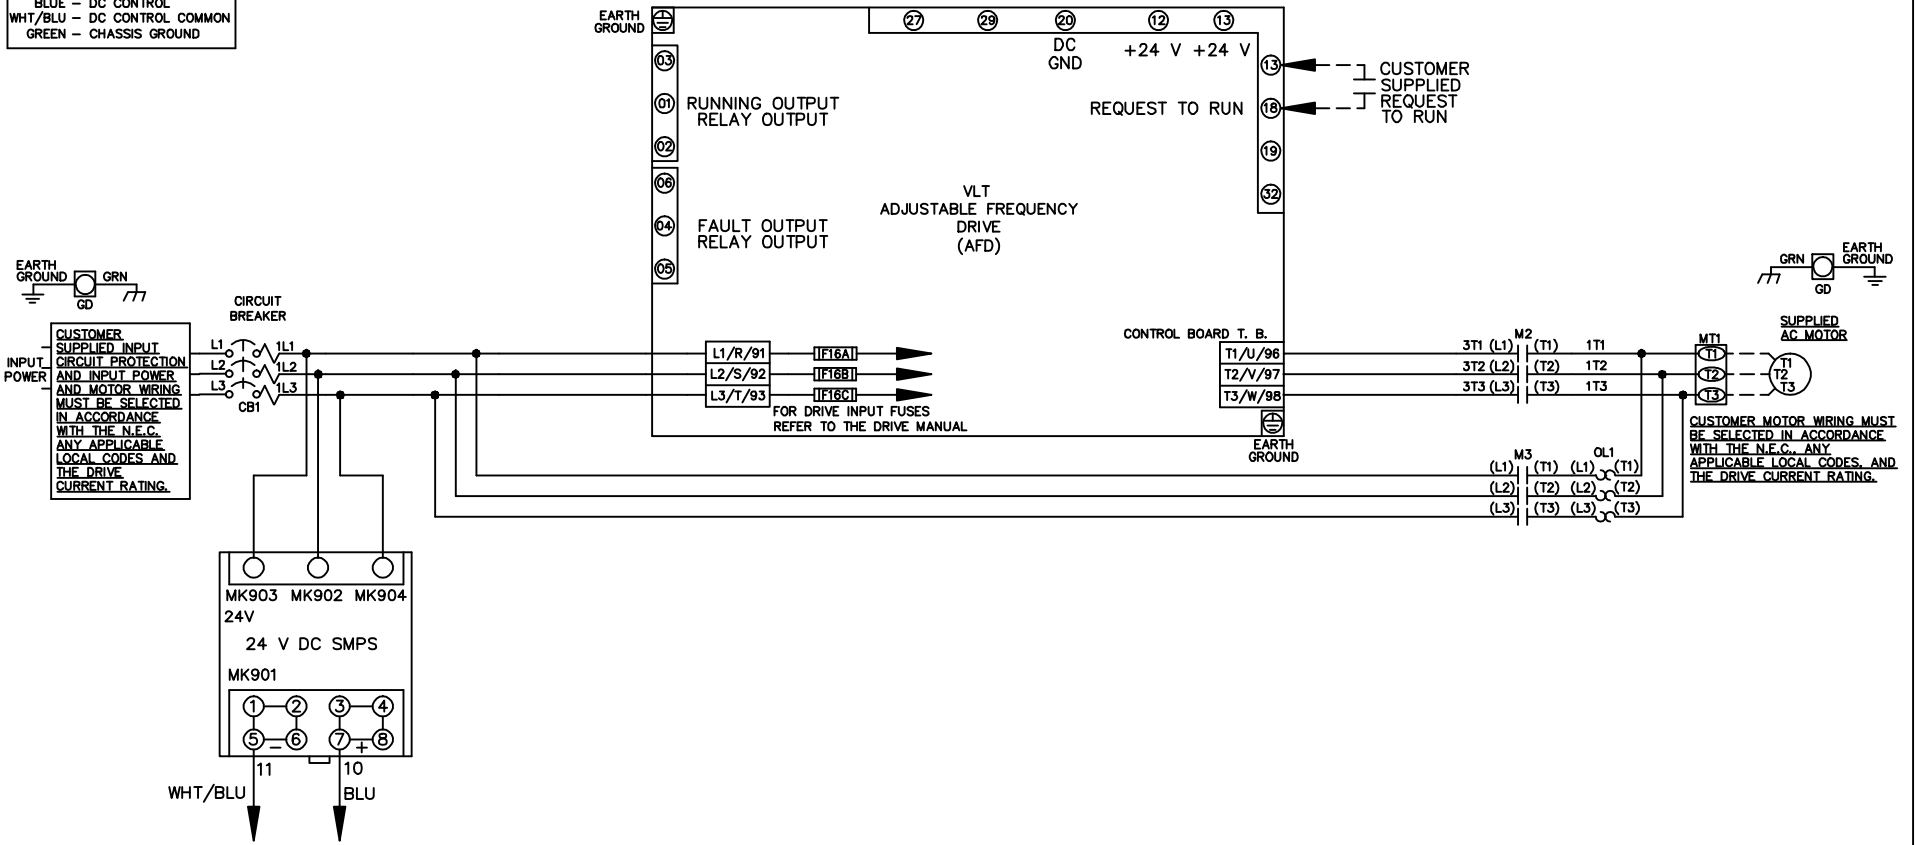 BLUE – DC CONTROL
WHT/BLU – DC CONTROL COMMON
GREEN – CHASSIS GROUND
EARTH
GROUND
27
29
20
12
13
DC
GND
+24 V
+24 V
03
01
02
RUNNING OUTPUT
RELAY OUTPUT
06
04
05
FAULT OUTPUT
RELAY OUTPUT
13
18
19
32
REQUEST TO RUN
CUSTOMER
SUPPLIED
REQUEST
TO RUN
VLT
ADJUSTABLE FREQUENCY
DRIVE
(AFD)
EARTH
GROUND
GRN
GD
CIRCUIT
BREAKER
INPUT
POWER
CUSTOMER
SUPPLIED INPUT
CIRCUIT PROTECTION
AND INPUT POWER
AND MOTOR WIRING
MUST BE SELECTED
IN ACCORDANCE
WITH THE N.E.C.
ANY APPLICABLE
LOCAL CODES AND
THE DRIVE
CURRENT RATING.
L1
1L1
L2
1L2
L3
1L3
CB1
L1/R/91
L2/S/92
L3/T/93
F16A
F16B
F16C
FOR DRIVE INPUT FUSES
REFER TO THE DRIVE MANUAL
CONTROL BOARD T. B.
T1/U/96
T2/V/97
T3/W/98
EARTH
GROUND
M2
3T1 (L1) (T1) 1T1
3T2 (L2) (T2) 1T2
3T3 (L3) (T3) 1T3
MT1
T1
T2
T3
GRN
GD
EARTH
GROUND
SUPPLIED
AC MOTOR
T1
T2
T3
CUSTOMER MOTOR WIRING MUST
BE SELECTED IN ACCORDANCE
WITH THE N.E.C., ANY
APPLICABLE LOCAL CODES, AND
THE DRIVE CURRENT RATING.
M3
OL1
(L1) (T1) (L1) (T1)
(L2) (T2) (L2) (T2)
(L3) (T3) (L3) (T3)
MK903 MK902 MK904
24V
24 V DC SMPS
MK901
1 2 3 4
5 – 6 7 + 8
11
10
WHT/BLU
BLU